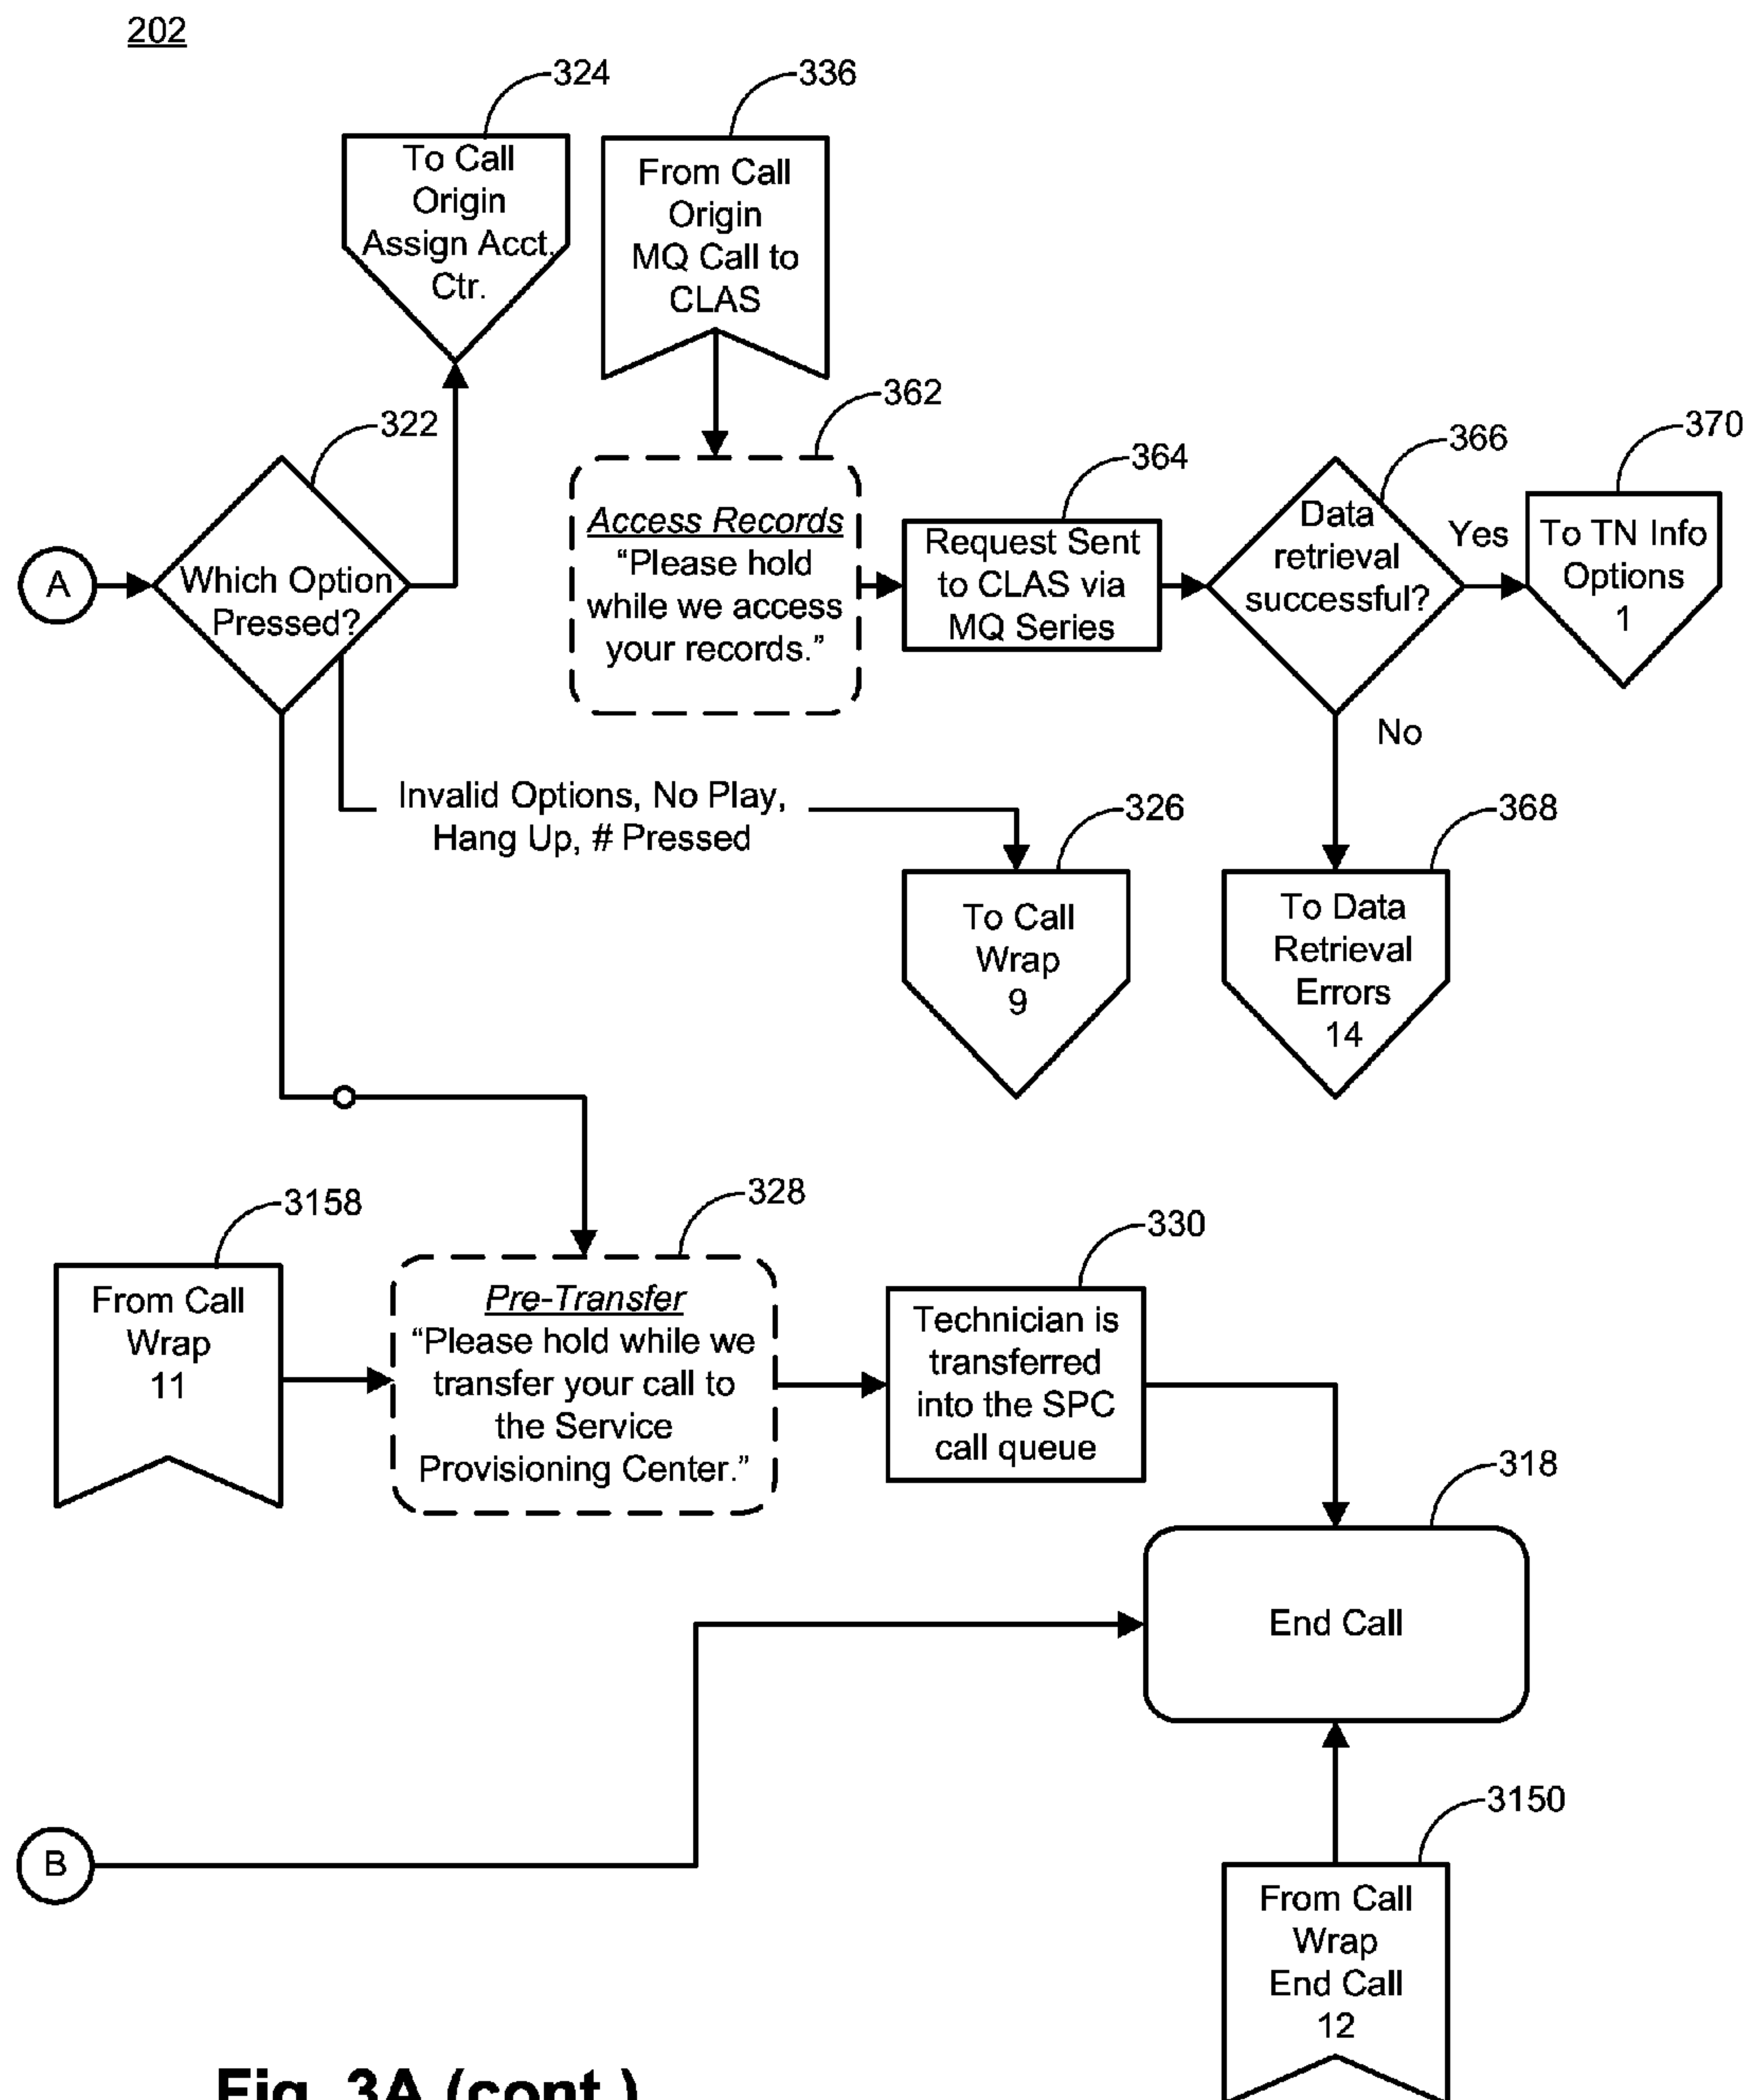 202
324
To Call
Origin
Assign Acct.
Ctr.
336
From Call
Origin
MQ Call to
CLAS
322
A
Which Option
Pressed?
362
Access Records
“Please hold
while we access
your records.”
364
Request Sent
to CLAS via
MQ Series
366
Data
retrieval
successful?
Yes
No
370
To TN Info
Options
1
Invalid Options, No Play,
Hang Up, # Pressed
326
To Call
Wrap
9
368
To Data
Retrieval
Errors
14
3158
From Call
Wrap
11
328
Pre-Transfer
“Please hold while we
transfer your call to
the Service
Provisioning Center.”
330
Technician is
transferred
into the SPC
call queue
318
End Call
B
3150
From Call
Wrap
End Call
12
Fig. 3A (cont.)